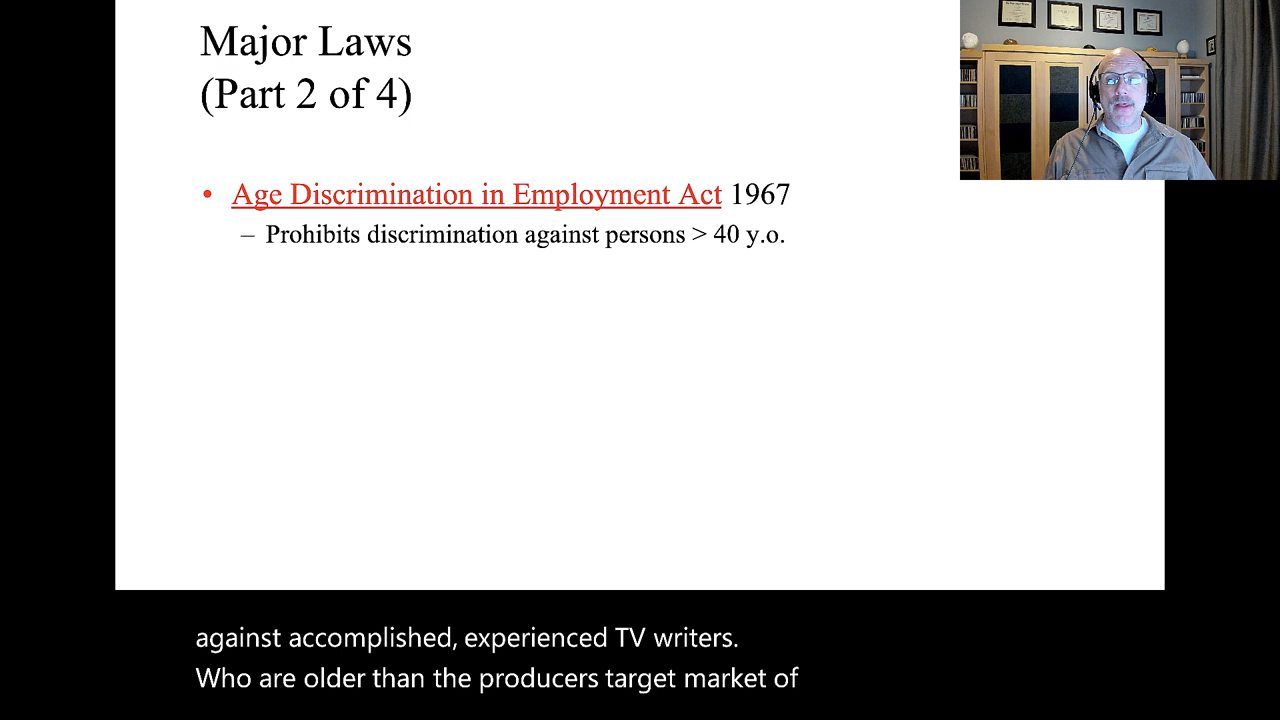 Major Laws
(Part 2 of 4)
• Age Discrimination in Employment Act 1967
– Prohibits discrimination against persons > 40 y.o.
against accomplished, experienced TV writers.
Who are older than the producers target market of